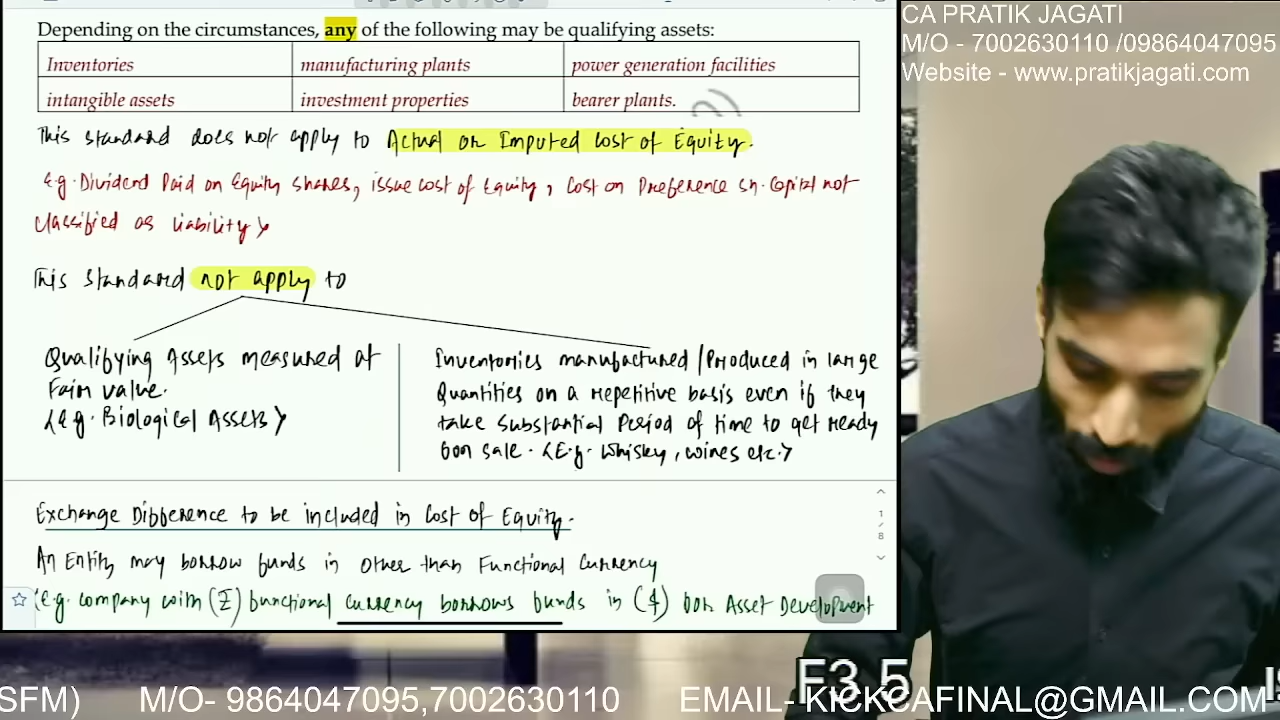 Depending on the circumstances, any of the following may be qualifying assets:
Inventories manufacturing plants power generation facilities
intangible assets investment properties bearer plants.
This standard does not apply to Actual or Imputed Cost of Equity.
E.g. Dividend Paid on Equity shares, issue cost of Equity, Cost on Preference sh. Capital not
classified as liability>
This Standard not apply to
Qualifying Assets measured at
Fair value.
<e.g. Biological Assets>
Inventories manufactured/Produced in large
Quantities on a repetitive basis even if they
take substantial Period of time to get ready
for sale. <E.g. Whisky, wines etc.>
Exchange Difference to be included in Cost of Equity.
An Entity may borrow funds in other than Functional Currency
(e.g. company with (₹) functional currency borrows funds in ($) for Asset Development
1/8
CA PRATIK JAGATI
M/O - 7002630110 /09864047095
Website - www.pratikjagati.com
F3.5
SFM) M/O- 9864047095,7002630110 EMAIL- KICKCAFINAL@GMAIL.COM